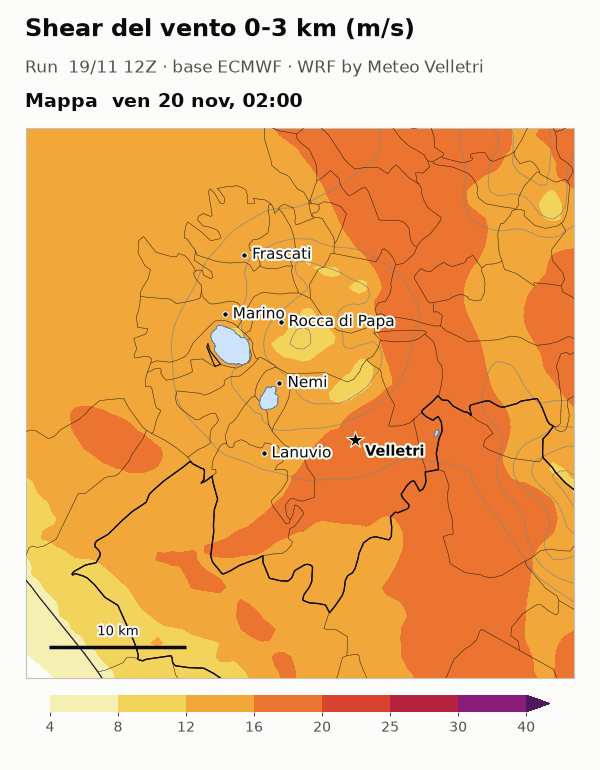 Shear del vento 0-3 km (m/s)
Run  19/11 12Z · base ECMWF · WRF by Meteo Velletri
Mappa  ven 20 nov, 02:00
Frascati
Marino
Rocca di Papa
Nemi
Velletri
Lanuvio
10 km
4 8 12 16 20 25 30 40